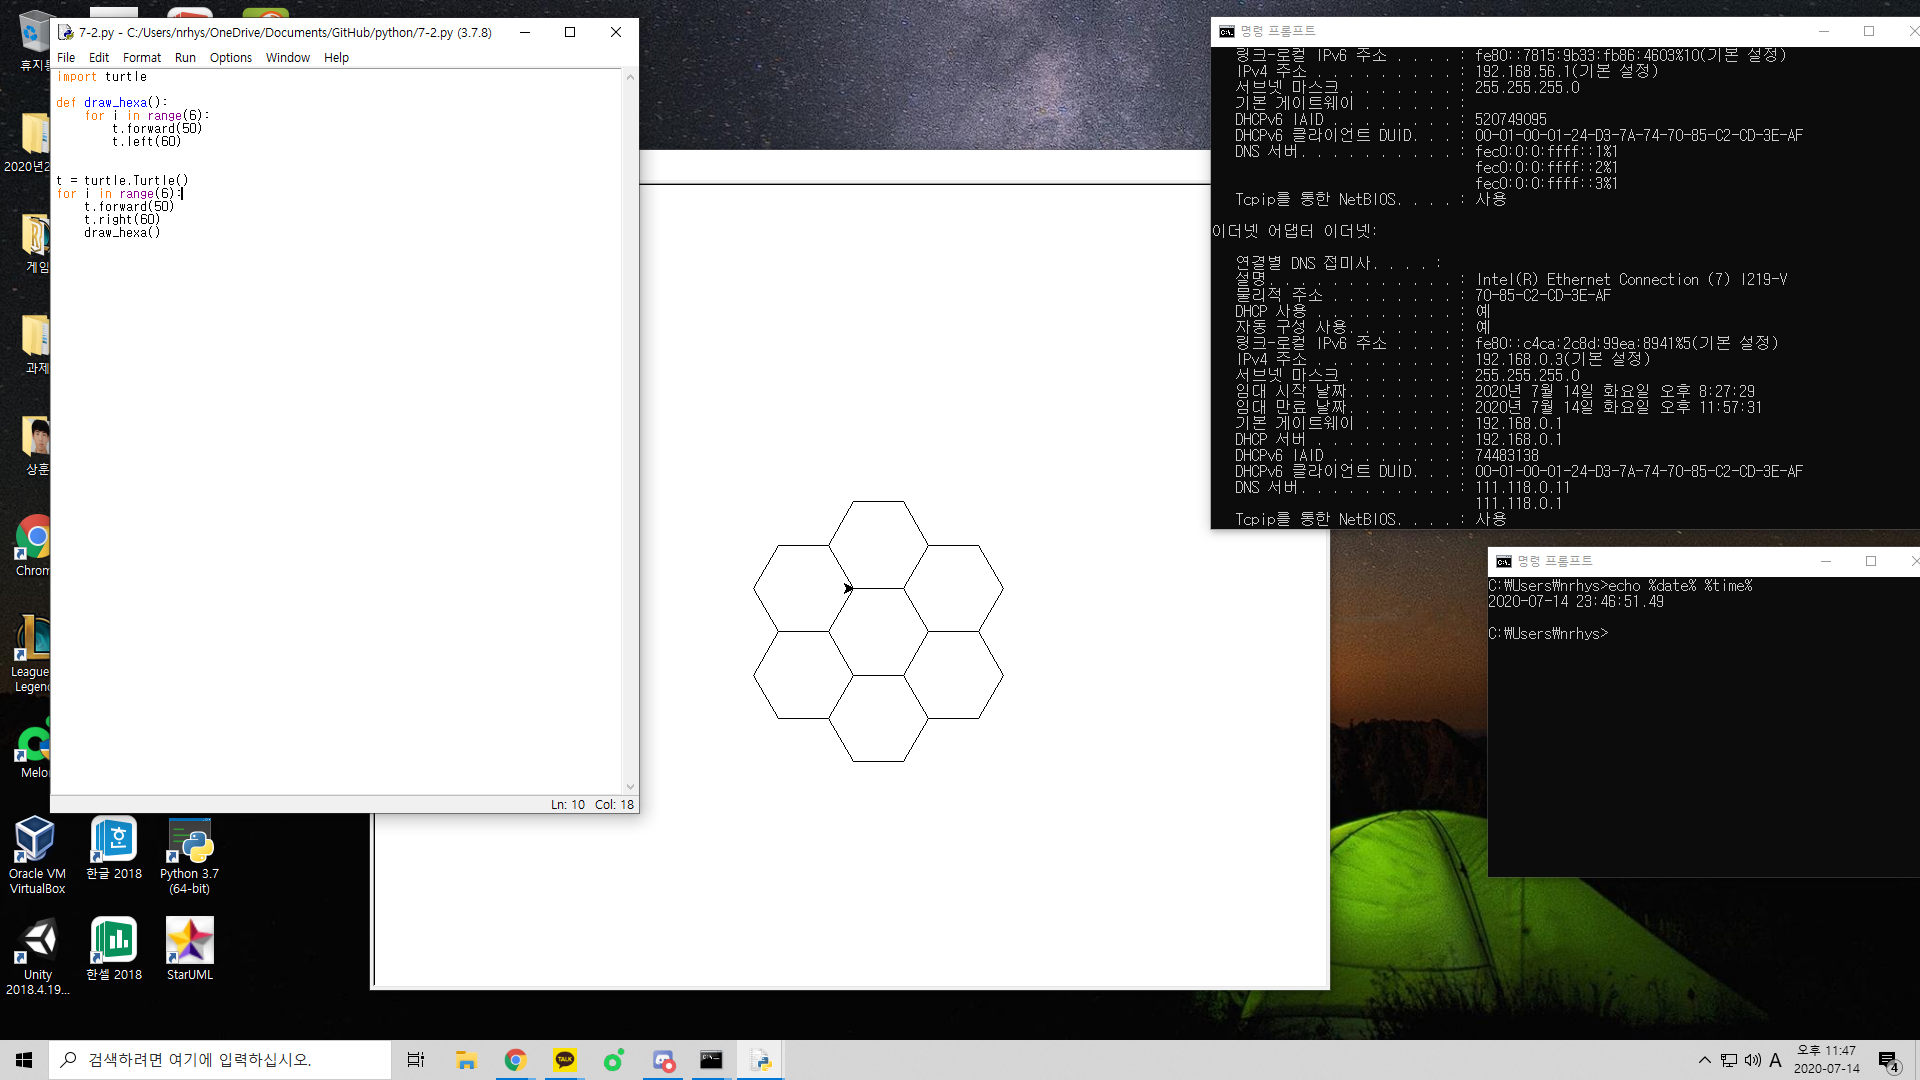 7-2.py - C:/Users/nrhys/OneDrive/Documents/GitHub/python/7-2.py (3.7.8)
File Edit Format Run Options Window Help
import turtle
def draw_hexa():
for i in range(6):
t.forward(50)
t.left(60)
t = turtle.Turtle()
for i in range(6):
t.forward(50)
t.right(60)
draw_hexa()
Ln: 10 Col: 18
명령 프롬프트
링크-로컬 IPv6 주소 . . . . : fe80::7815:9b33:fb86:4603%10(기본 설정)
IPv4 주소 . . . . . . . . . : 192.168.56.1(기본 설정)
서브넷 마스크 . . . . . . . : 255.255.255.0
기본 게이트웨이 . . . . . . :
DHCPv6 IAID . . . . . . . . : 520749095
DHCPv6 클라이언트 DUID. . . : 00-01-00-01-24-D3-7A-74-70-85-C2-CD-3E-AF
DNS 서버. . . . . . . . . . : fec0:0:0:ffff::1%1
fec0:0:0:ffff::2%1
fec0:0:0:ffff::3%1
Tcpip를 통한 NetBIOS. . . . : 사용
이더넷 어댑터 이더넷:
연결별 DNS 접미사. . . . :
설명. . . . . . . . . . . . : Intel(R) Ethernet Connection (7) I219-V
물리적 주소 . . . . . . . . : 70-85-C2-CD-3E-AF
DHCP 사용 . . . . . . . . . : 예
자동 구성 사용. . . . . . . : 예
링크-로컬 IPv6 주소 . . . . : fe80::c4ca:2c8d:99ea:8941%5(기본 설정)
IPv4 주소 . . . . . . . . . : 192.168.0.3(기본 설정)
서브넷 마스크 . . . . . . . : 255.255.255.0
임대 시작 날짜. . . . . . . : 2020년 7월 14일 화요일 오후 8:27:29
임대 만료 날짜. . . . . . . : 2020년 7월 14일 화요일 오후 11:57:31
기본 게이트웨이 . . . . . . : 192.168.0.1
DHCP 서버 . . . . . . . . . : 192.168.0.1
DHCPv6 IAID . . . . . . . . : 74483138
DHCPv6 클라이언트 DUID. . . : 00-01-00-01-24-D3-7A-74-70-85-C2-CD-3E-AF
DNS 서버. . . . . . . . . . : 111.118.0.11
111.118.0.1
Tcpip를 통한 NetBIOS. . . . : 사용
명령 프롬프트
C:\Users\nrhys>echo %date% %time%
2020-07-14 23:46:51.49
C:\Users\nrhys>
2020년2
게임
과제
상훈
Chrom
League
Legen
Melo
Oracle VM
VirtualBox
한글 2018
Python 3.7
(64-bit)
Unity
2018.4.19...
한셀 2018
StarUML
검색하려면 여기에 입력하십시오.
TALK
A
오후 11:47
2020-07-14
4